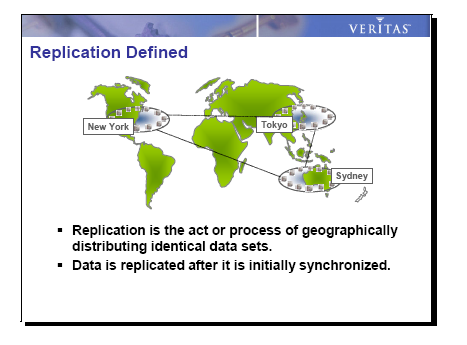 VERITAS™
Replication Defined
New York
Tokyo
Sydney
▪ Replication is the act or process of geographically
distributing identical data sets.
▪ Data is replicated after it is initially synchronized.